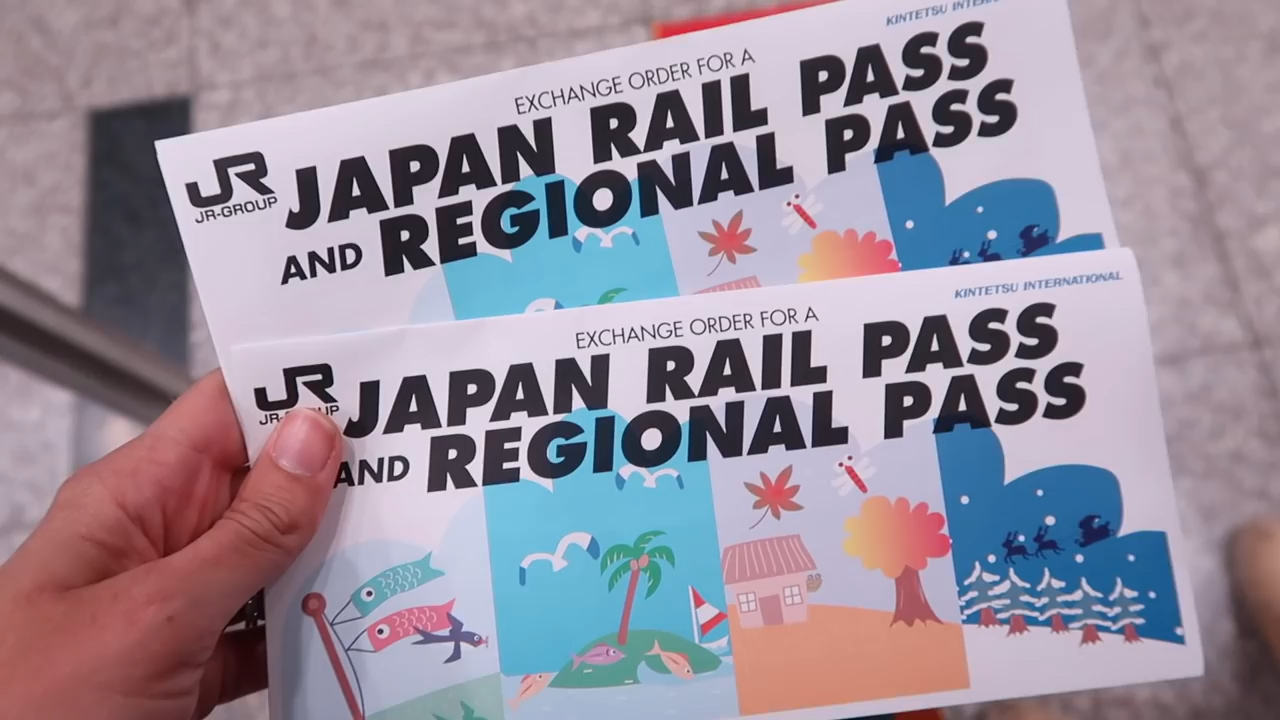 KINTETSU
EXCHANGE ORDER FOR A
JAPAN RAIL PASS
AND REGIONAL PASS
JR
JR-GROUP
KINTETSU INTERNATIONAL
EXCHANGE ORDER FOR A
JAPAN RAIL PASS
AND REGIONAL PASS
JR